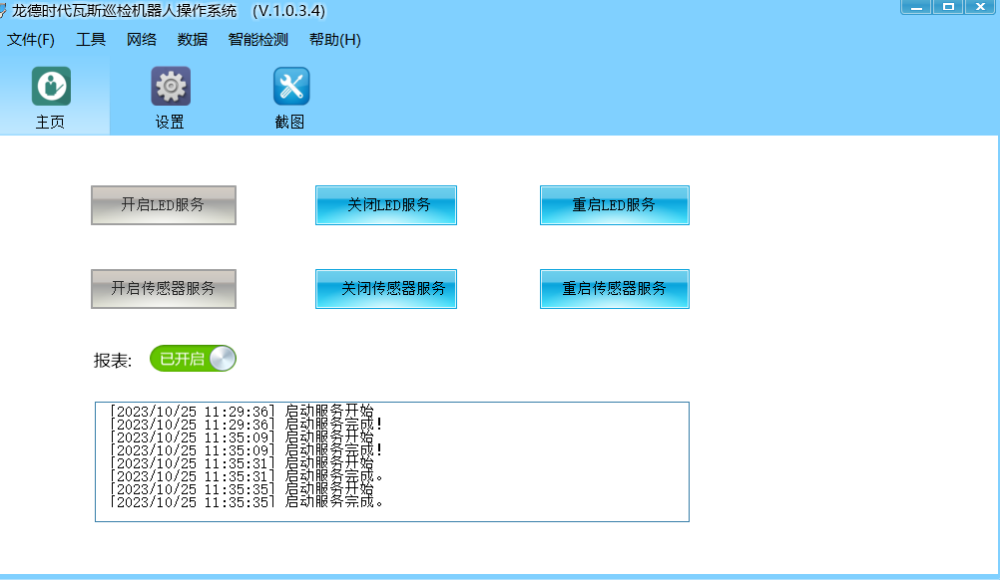 龙德时代瓦斯巡检机器人操作系统 (V.1.0.3.4)
文件(F) 工具 网络 数据 智能检测 帮助(H)
主页 设置 截图
开启LED服务 关闭LED服务 重启LED服务
开启传感器服务 关闭传感器服务 重启传感器服务
报表: 已开启
[2023/10/25 11:29:36] 启动服务开始
[2023/10/25 11:29:36] 启动服务完成!
[2023/10/25 11:35:09] 启动服务开始
[2023/10/25 11:35:09] 启动服务完成!
[2023/10/25 11:35:31] 启动服务开始
[2023/10/25 11:35:31] 启动服务完成。
[2023/10/25 11:35:35] 启动服务开始
[2023/10/25 11:35:35] 启动服务完成。